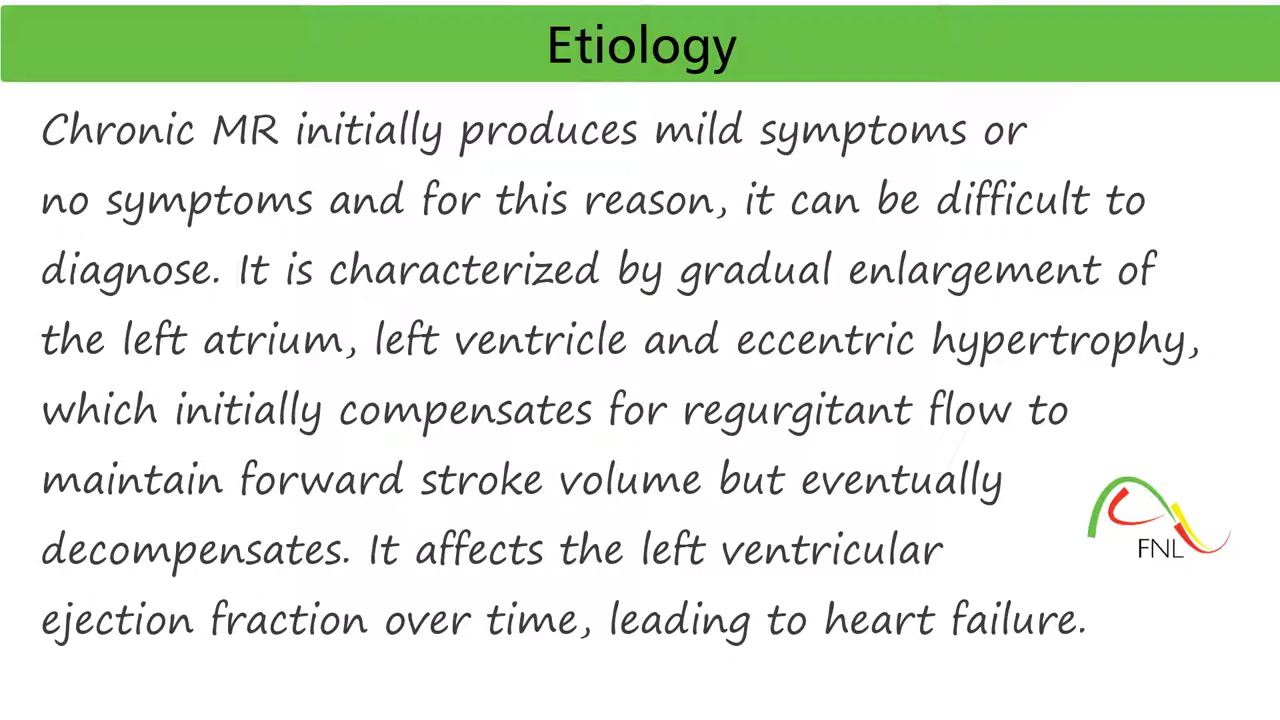 Etiology
Chronic MR initially produces mild symptoms or
no symptoms and for this reason, it can be difficult to
diagnose. It is characterized by gradual enlargement of
the left atrium, left ventricle and eccentric hypertrophy,
which initially compensates for regurgitant flow to
maintain forward stroke volume but eventually
decompensates. It affects the left ventricular
ejection fraction over time, leading to heart failure.
FNL